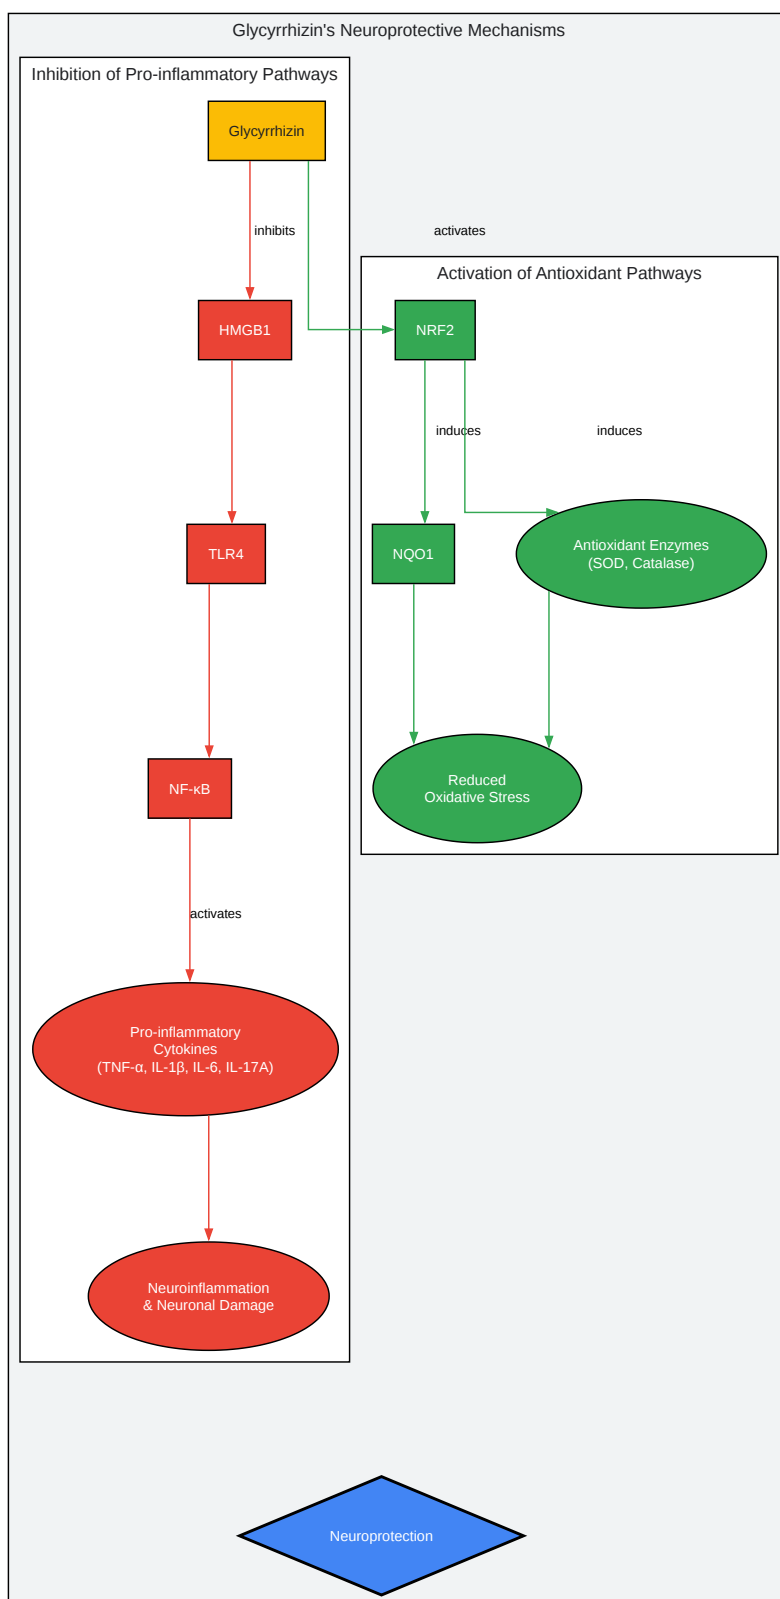 Glycyrrhizin's Neuroprotective Mechanisms
Inhibition of Pro-inflammatory Pathways
Glycyrrhizin
inhibits
activates
Activation of Antioxidant Pathways
HMGB1
NRF2
induces
induces
TLR4
NQO1
Antioxidant Enzymes
(SOD, Catalase)
NF-κB
Reduced
Oxidative Stress
activates
Pro-inflammatory
Cytokines
(TNF-α, IL-1β, IL-6, IL-17A)
Neuroinflammation
& Neuronal Damage
Neuroprotection